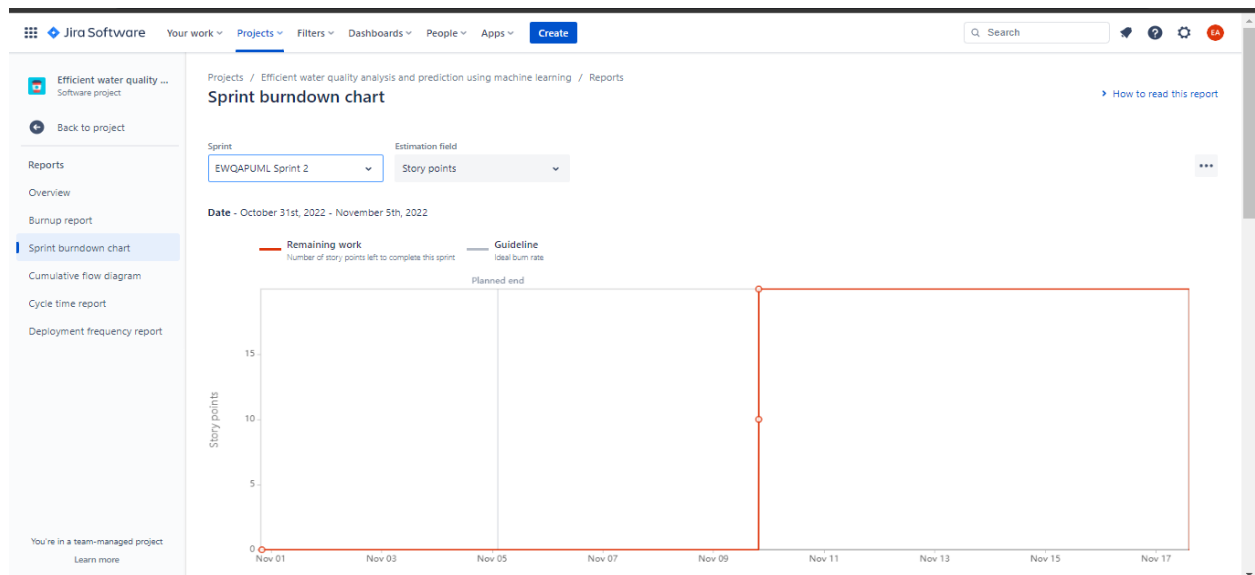 Jira Software Your work Projects Filters Dashboards People Apps Create Search EA
Efficient water quality ...
Software project
Back to project
Reports
Overview
Burnup report
Sprint burndown chart
Cumulative flow diagram
Cycle time report
Deployment frequency report
You're in a team-managed project
Learn more
Projects / Efficient water quality analysis and prediction using machine learning / Reports
Sprint burndown chart
How to read this report
Sprint Estimation field
EWQAPUML Sprint 2 Story points
Date - October 31st, 2022 - November 5th, 2022
Remaining work Guideline
Number of story points left to complete this sprint Ideal burn rate
Planned end
15
10
5
0
Story points
Nov 01 Nov 03 Nov 05 Nov 07 Nov 09 Nov 11 Nov 13 Nov 15 Nov 17